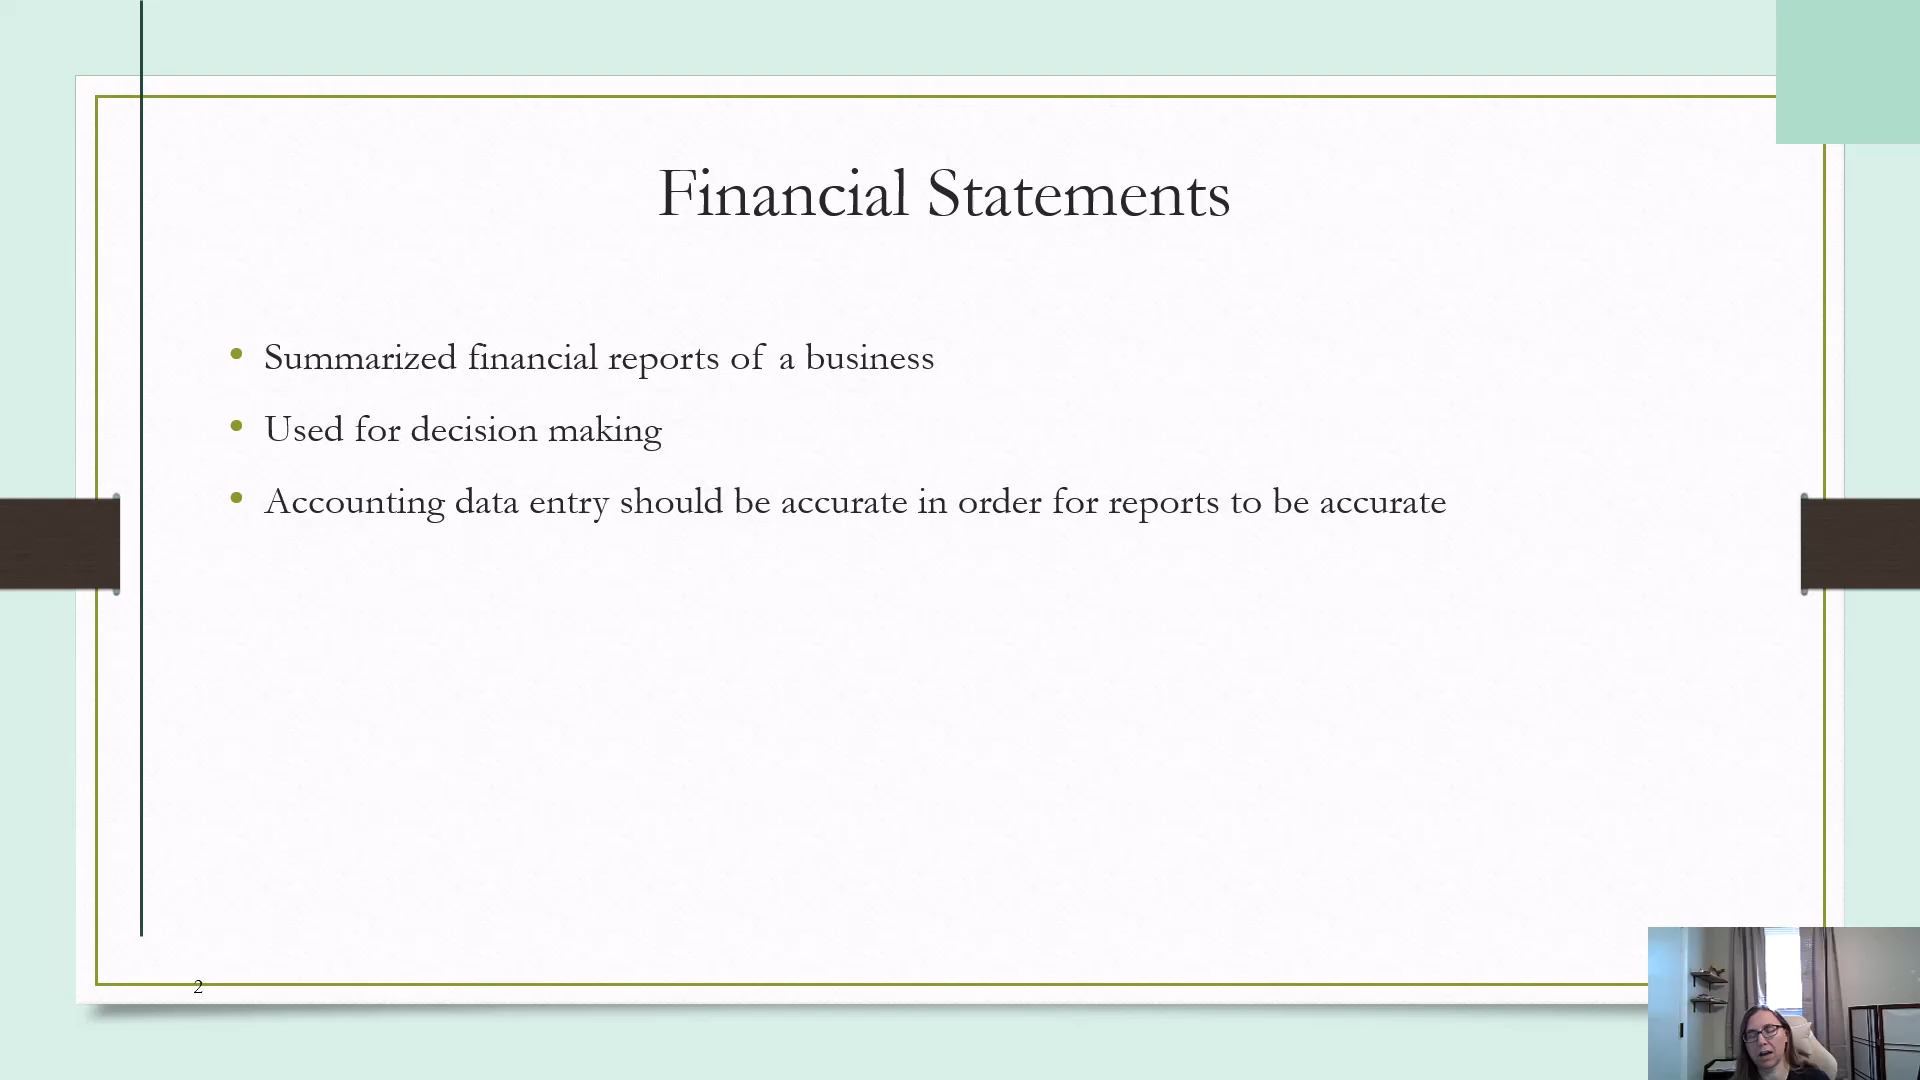 Financial Statements
Summarized financial reports of a business
Used for decision making
Accounting data entry should be accurate in order for reports to be accurate
2